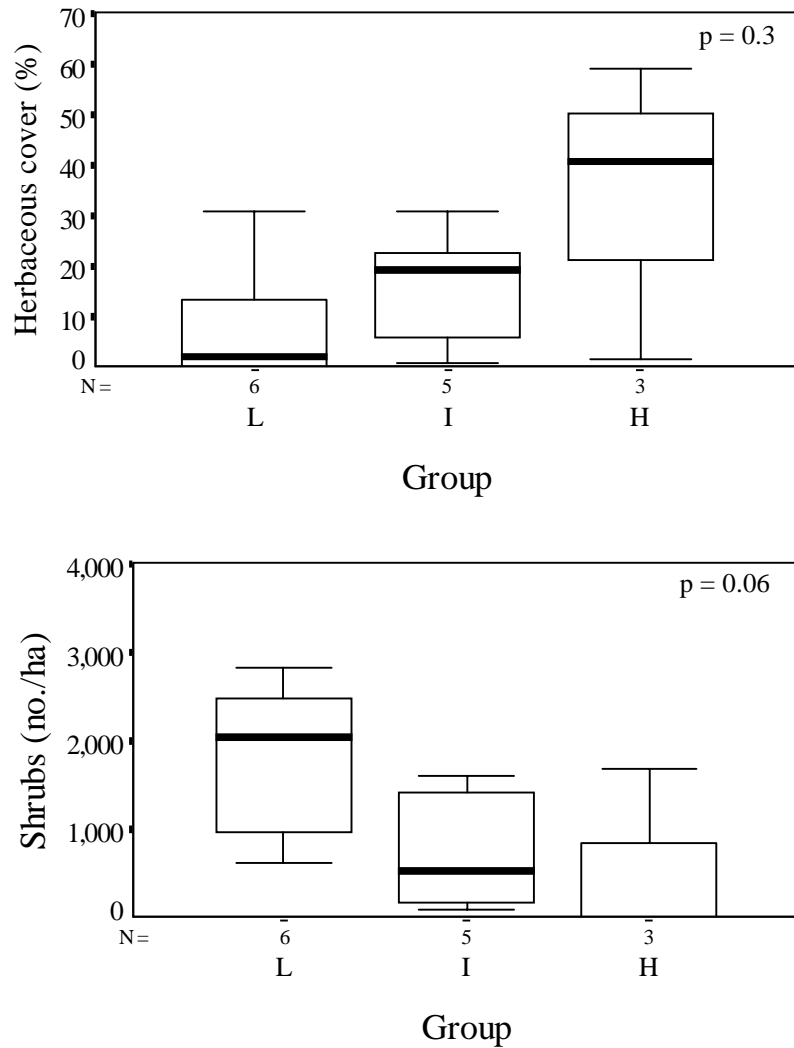 70
p = 0.3
60
50
40
30
20
10
0
Herbaceous cover (%)
N = 6 5 3
L I H
Group
4,000
p = 0.06
3,000
2,000
1,000
0
Shrubs (no./ha)
N = 6 5 3
L I H
Group